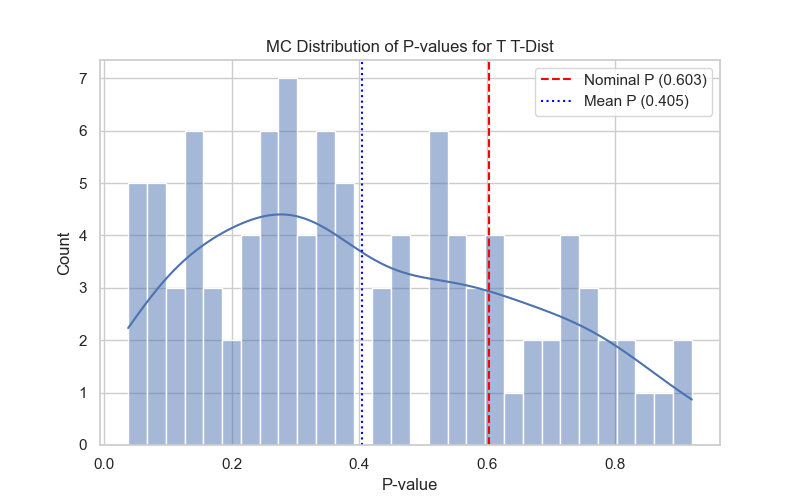 MC Distribution of P-values for T T-Dist
Nominal P (0.603)
Mean P (0.405)
Count
7
6
5
4
3
2
1
0
0.0 0.2 0.4 0.6 0.8
P-value